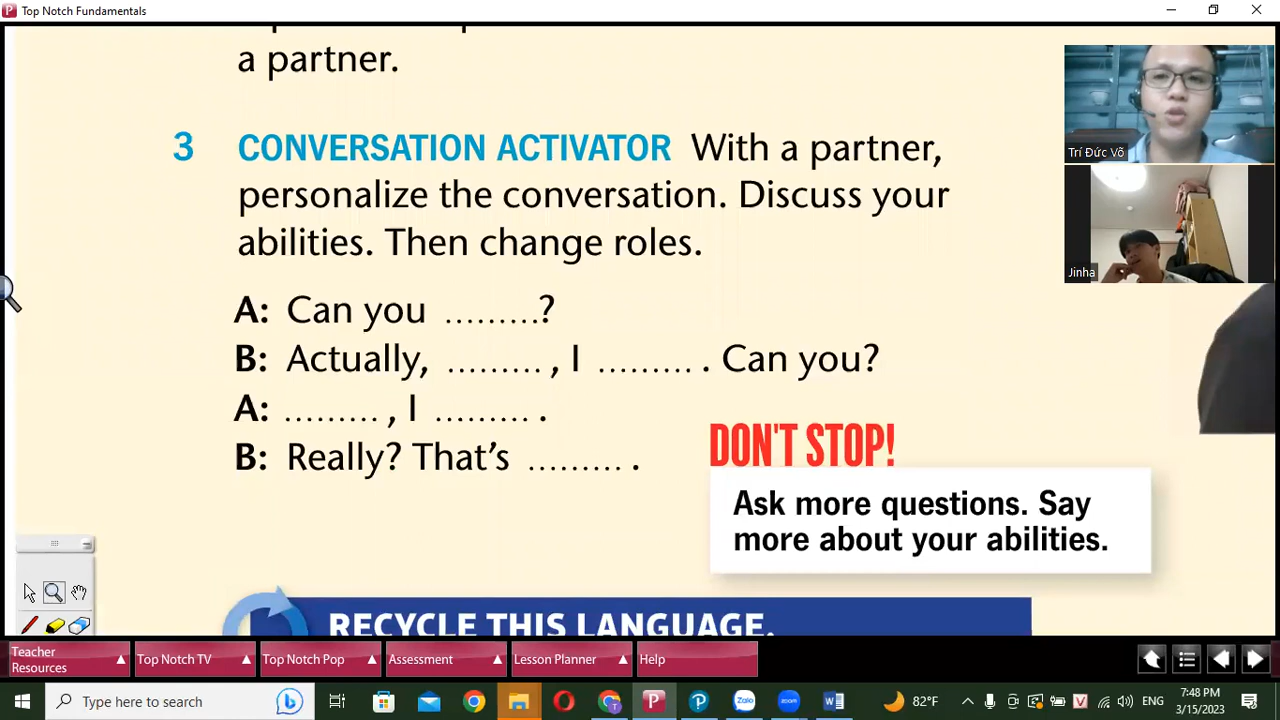 Top Notch Fundamentals
a partner.
3 CONVERSATION ACTIVATOR With a partner,
personalize the conversation. Discuss your
abilities. Then change roles.
A: Can you ………?
B: Actually, ……… , I ……… . Can you?
A: ……… , I ……… .
B: Really? That's ……… .
DON'T STOP!
Ask more questions. Say
more about your abilities.
RECYCLE THIS LANGUAGE.
Trí Đức Võ
Jinha
Teacher
Resources
Top Notch TV
Top Notch Pop
Assessment
Lesson Planner
Help
Type here to search
82°F
ENG
7:48 PM
3/15/2023